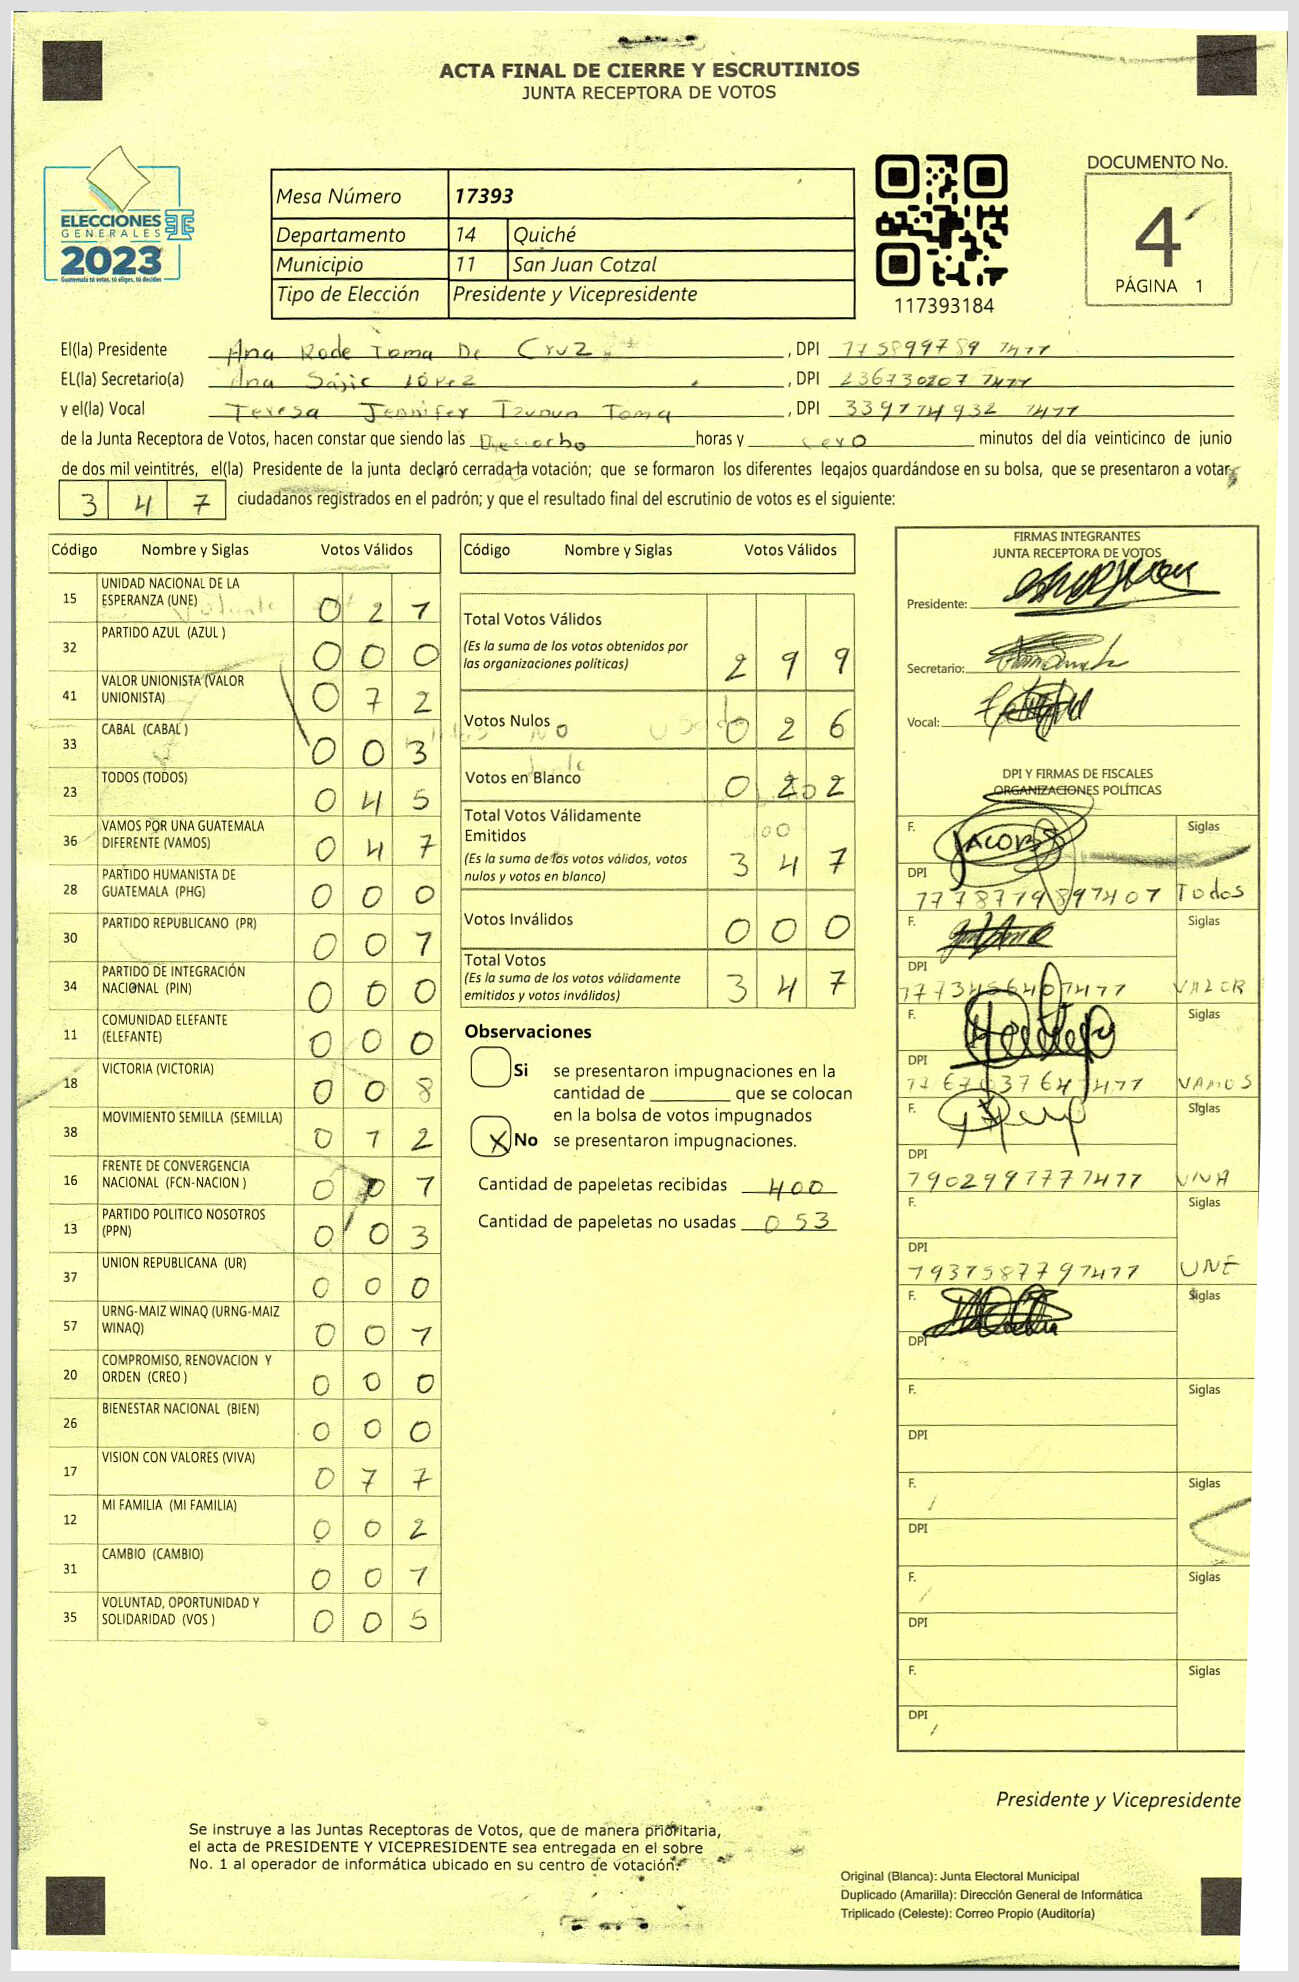 ACTA FINAL DE CIERRE Y ESCRUTINIOS
JUNTA RECEPTORA DE VOTOS
ELECCIONES
GENERALES
2023
Guatemala tú votas, tú eliges, tú decides
Mesa Número 17393
Departamento 14 Quiché
Municipio 11 San Juan Cotzal
Tipo de Elección Presidente y Vicepresidente
117393184
DOCUMENTO No.
4
PÁGINA 1
El(la) Presidente Ana Rode Toma De Cruz , DPI
EL(la) Secretario(a) Ana Sajic López , DPI 236730207 1411
y el(la) Vocal Teresa Jennifer Tzunun Toma , DPI 339774932 1411
de la Junta Receptora de Votos, hacen constar que siendo las Dieciocho horas y cero minutos del día veinticinco de junio
de dos mil veintitrés, el(la) Presidente de la junta declaró cerrada la votación; que se formaron los diferentes legajos guardándose en su bolsa, que se presentaron a votar
3 4 7 ciudadanos registrados en el padrón; y que el resultado final del escrutinio de votos es el siguiente:
Código Nombre y Siglas Votos Válidos
15 UNIDAD NACIONAL DE LA ESPERANZA (UNE) 0 2 1
32 PARTIDO AZUL (AZUL ) 0 0 0
41 VALOR UNIONISTA (VALOR UNIONISTA) 0 7 2
33 CABAL (CABAL ) 0 0 3
23 TODOS (TODOS) 0 4 5
36 VAMOS POR UNA GUATEMALA DIFERENTE (VAMOS) 0 4 7
28 PARTIDO HUMANISTA DE GUATEMALA (PHG) 0 0 0
30 PARTIDO REPUBLICANO (PR) 0 0 1
34 PARTIDO DE INTEGRACIÓN NACIONAL (PIN) 0 0 0
11 COMUNIDAD ELEFANTE (ELEFANTE) 0 0 0
18 VICTORIA (VICTORIA) 0 0 8
38 MOVIMIENTO SEMILLA (SEMILLA) 0 1 2
16 FRENTE DE CONVERGENCIA NACIONAL (FCN-NACION ) 0 0 1
13 PARTIDO POLITICO NOSOTROS (PPN) 0 0 3
37 UNION REPUBLICANA (UR) 0 0 0
57 URNG-MAIZ WINAQ (URNG-MAIZ WINAQ) 0 0 1
20 COMPROMISO, RENOVACION Y ORDEN (CREO ) 0 0 0
26 BIENESTAR NACIONAL (BIEN) 0 0 0
17 VISION CON VALORES (VIVA) 0 7 7
12 MI FAMILIA (MI FAMILIA) 0 0 2
31 CAMBIO (CAMBIO) 0 0 1
35 VOLUNTAD, OPORTUNIDAD Y SOLIDARIDAD (VOS ) 0 0 5
Código Nombre y Siglas Votos Válidos
Total Votos Válidos
(Es la suma de los votos obtenidos por
las organizaciones políticas) 2 9 9
Votos Nulos 0 2 6
Votos en Blanco 0 2 2
Total Votos Válidamente
Emitidos
(Es la suma de los votos válidos, votos
nulos y votos en blanco) 3 4 7
Votos Inválidos 0 0 0
Total Votos
(Es la suma de los votos válidamente
emitidos y votos inválidos) 3 4 7
Observaciones
Si se presentaron impugnaciones en la
cantidad de ________ que se colocan
en la bolsa de votos impugnados
X No se presentaron impugnaciones.
Cantidad de papeletas recibidas 400
Cantidad de papeletas no usadas 053
FIRMAS INTEGRANTES
JUNTA RECEPTORA DE VOTOS
Presidente:
Secretario:
Vocal:
DPI Y FIRMAS DE FISCALES
ORGANIZACIONES POLÍTICAS
F. JACOBS Siglas
DPI Todos
F. Siglas
DPI VALOR
F. Siglas
DPI VAMOS
F. Siglas
DPI VIVA
F. Siglas
DPI UNE
F. Siglas
DPI
F. Siglas
DPI
F. Siglas
DPI
F. Siglas
DPI
F. Siglas
DPI
Presidente y Vicepresidente
Se instruye a las Juntas Receptoras de Votos, que de manera prioritaria,
el acta de PRESIDENTE Y VICEPRESIDENTE sea entregada en el sobre
No. 1 al operador de informática ubicado en su centro de votación.
Original (Blanca): Junta Electoral Municipal
Duplicado (Amarilla): Dirección General de Informática
Triplicado (Celeste): Correo Propio (Auditoría)